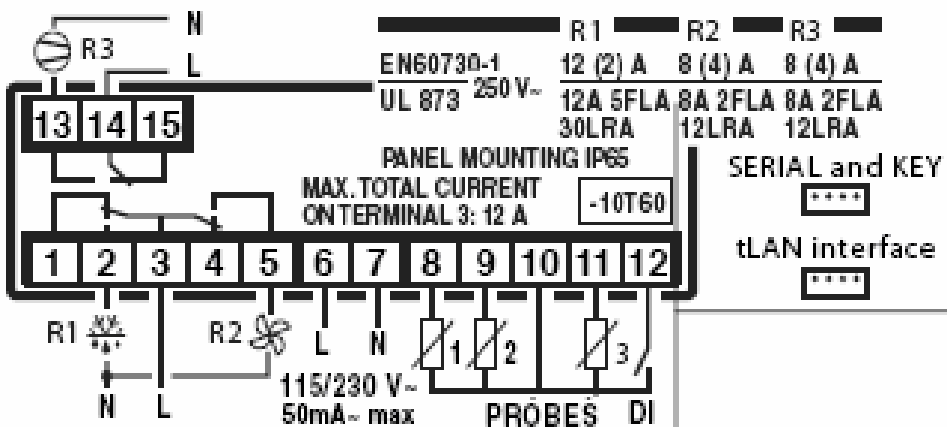 N
R3
L
R1 R2 R3
EN60730-1 250 V~ 12 (2) A 8 (4) A 8 (4) A
UL 873 12A 5FLA 8A 2FLA 8A 2FLA
30LRA 12LRA 12LRA
13 14 15
PANEL MOUNTING IP65
MAX. TOTAL CURRENT
ON TERMINAL 3: 12 A
-10T60
SERIAL and KEY
tLAN interface
1 2 3 4 5 6 7 8 9 10 11 12
R1 R2 L N 1 2 3
115/230 V~
50mA~ max
N L PROBES DI